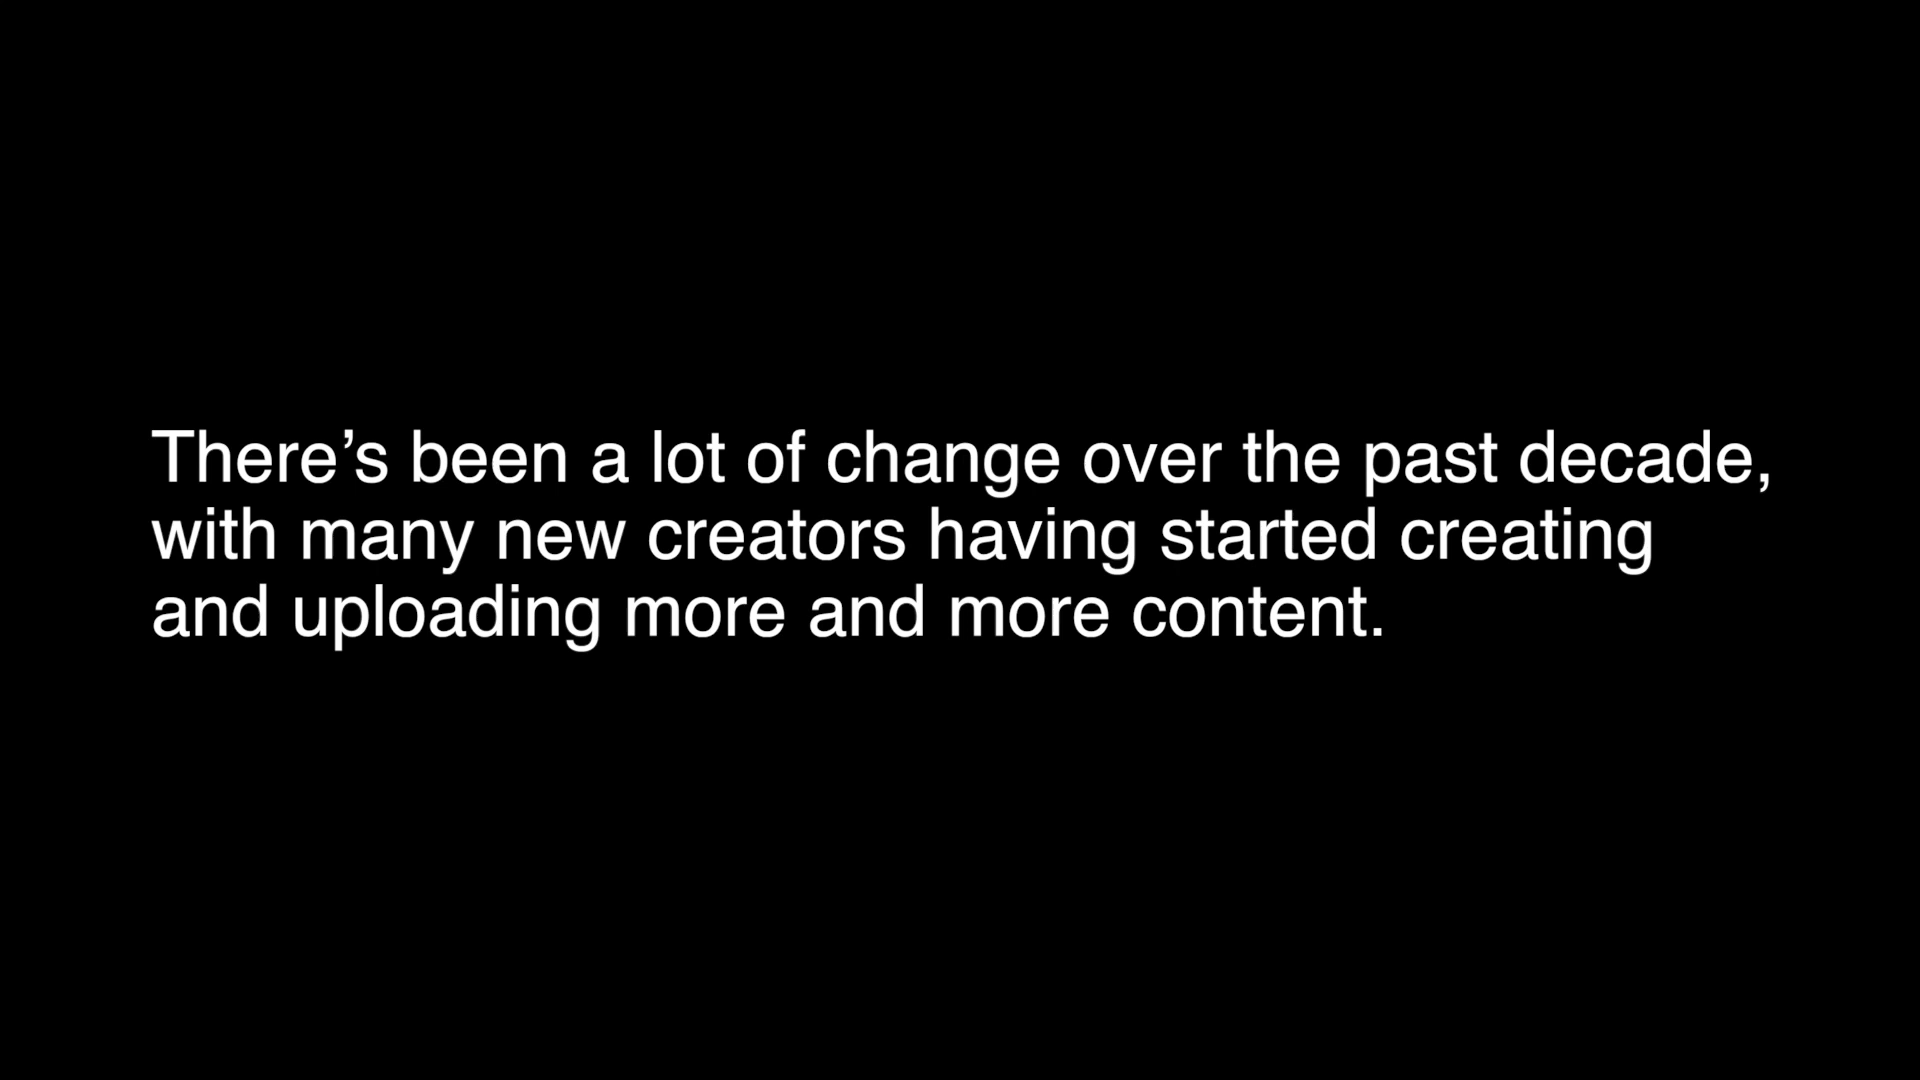 There’s been a lot of change over the past decade,
with many new creators having started creating
and uploading more and more content.